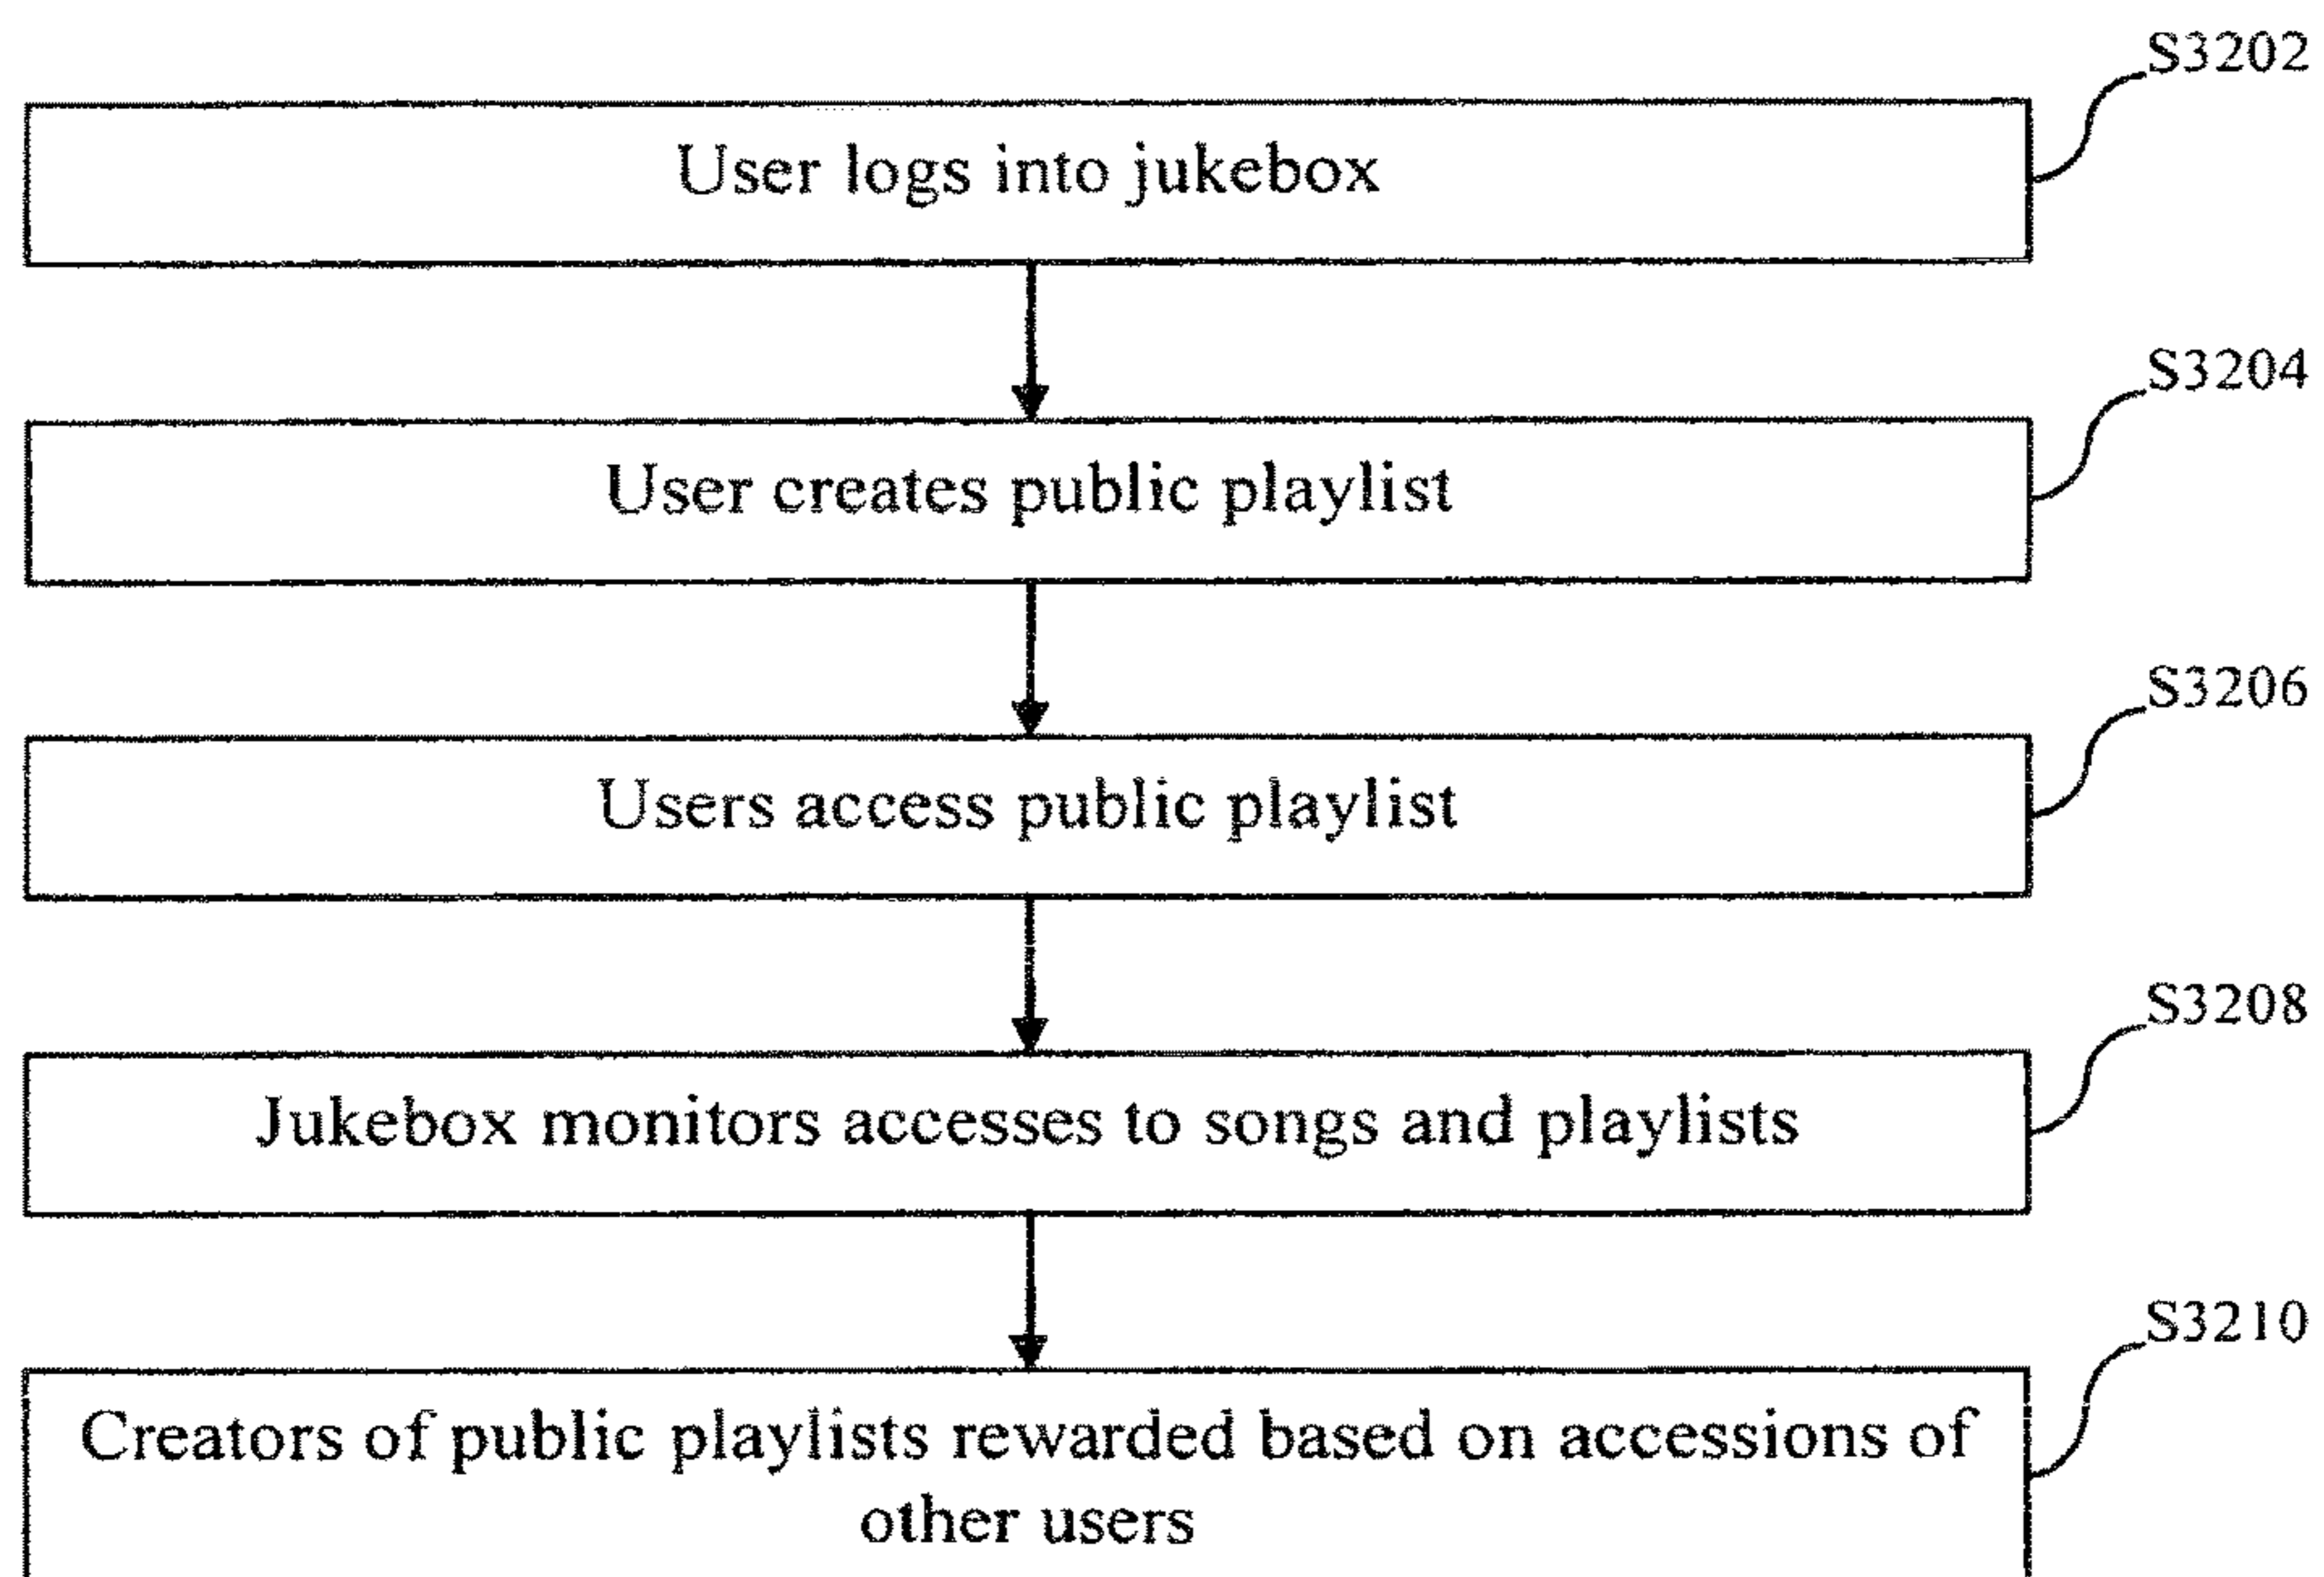 S3202
User logs into jukebox
S3204
User creates public playlist
S3206
Users access public playlist
S3208
Jukebox monitors accesses to songs and playlists
S3210
Creators of public playlists rewarded based on accessions of
other users